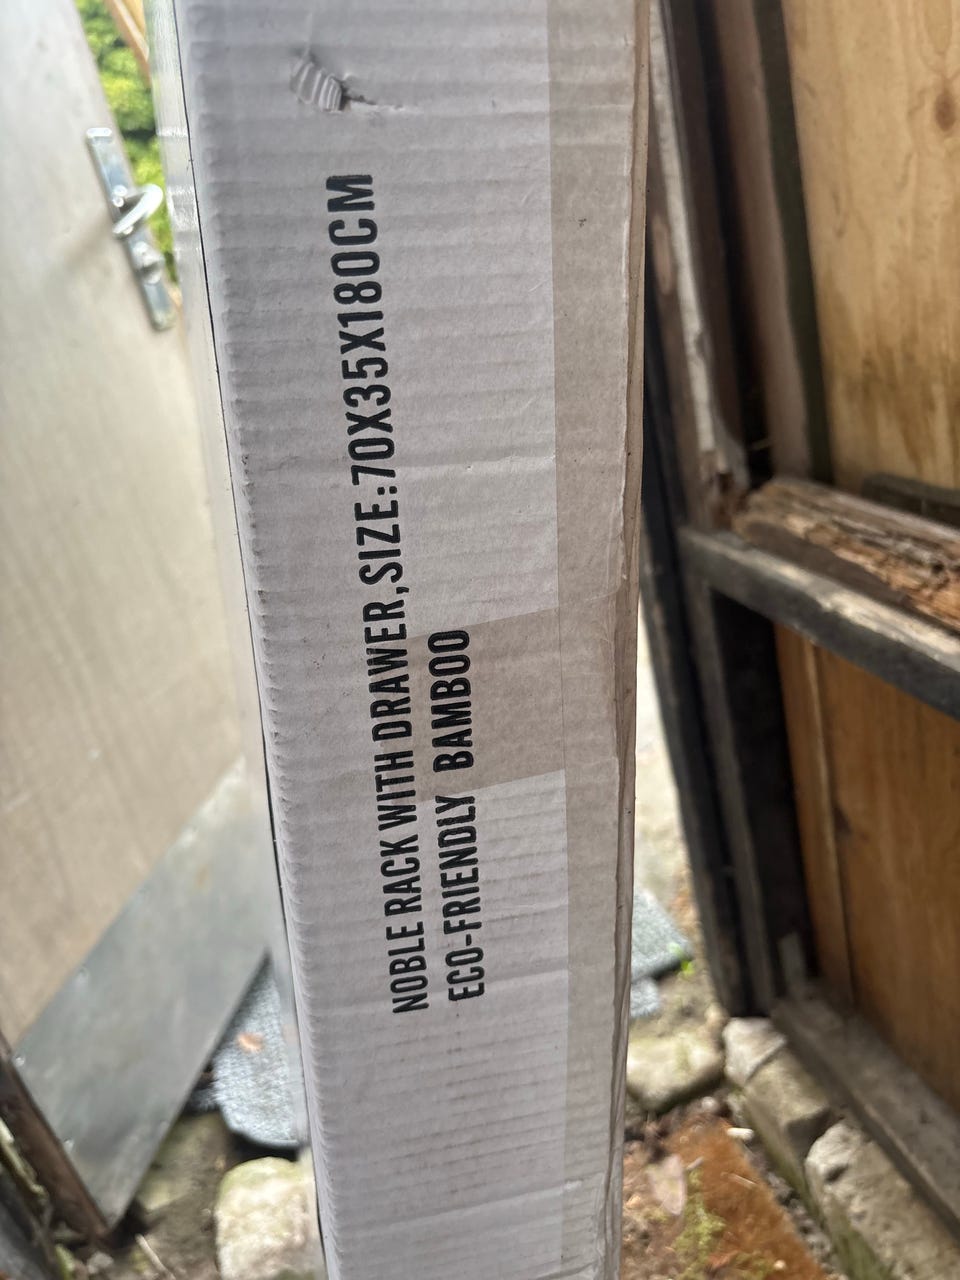 NOBLE RACK WITH DRAWER,SIZE:70X35X180CM
ECO-FRIENDLY BAMBOO